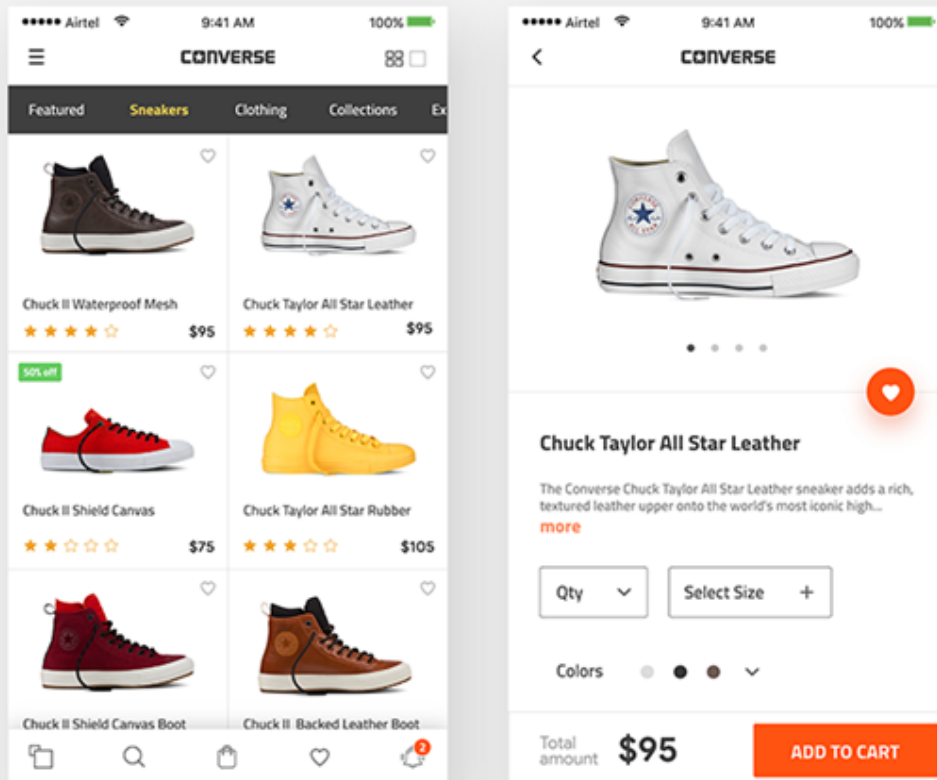 Airtel 9:41 AM 100%
CONVERSE
Featured Sneakers Clothing Collections Ex
Chuck II Waterproof Mesh
$95
Chuck Taylor All Star Leather
$95
50% off
Chuck II Shield Canvas
$75
Chuck Taylor All Star Rubber
$105
Chuck II Shield Canvas Boot
Chuck II Backed Leather Boot
2
Airtel 9:41 AM 100%
CONVERSE
CONVERSE
ALL STAR
Chuck Taylor All Star Leather
The Converse Chuck Taylor All Star Leather sneaker adds a rich,
textured leather upper onto the world's most iconic high...
more
Qty
Select Size +
Colors
Total
amount
$95
ADD TO CART